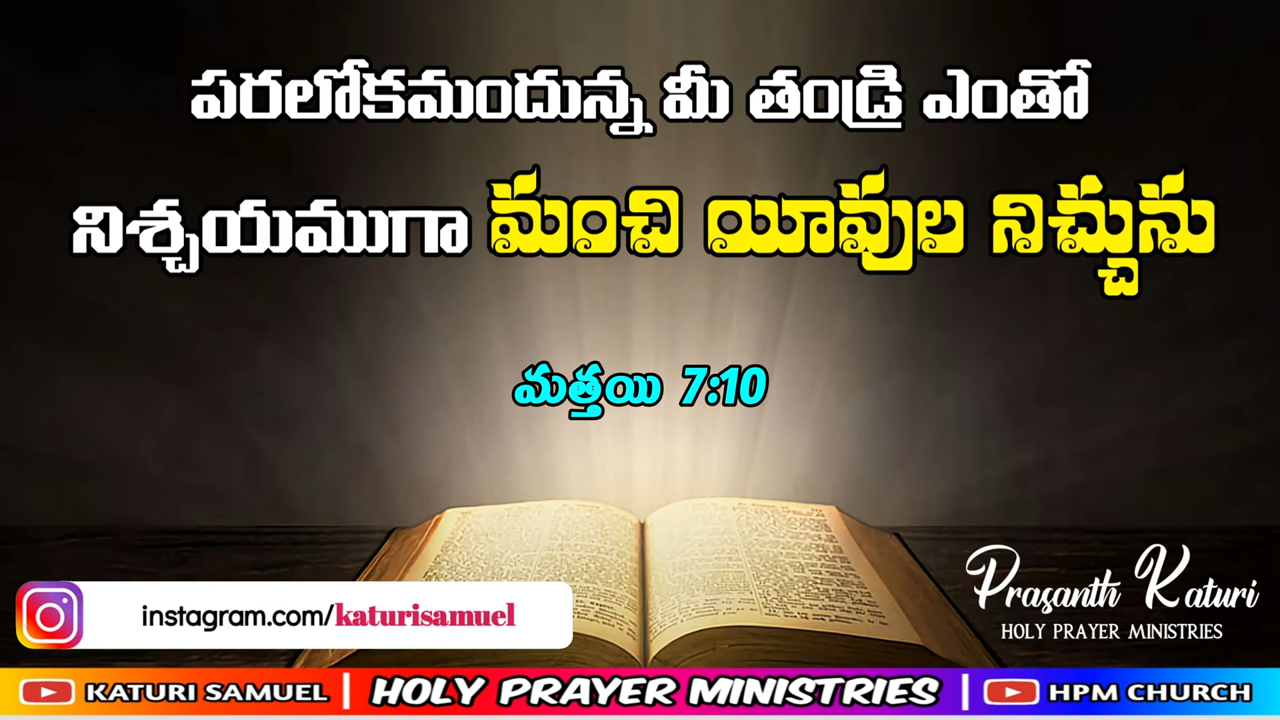 పరలోకమందున్న మీ తండ్రి ఎంతో
నిశ్చయముగా మంచి యీవుల నిచ్చును
మత్తయి 7:10
instagram.com/katurisamuel
Prasanth Katuri
HOLY PRAYER MINISTRIES
KATURI SAMUEL | HOLY PRAYER MINISTRIES | HPM CHURCH